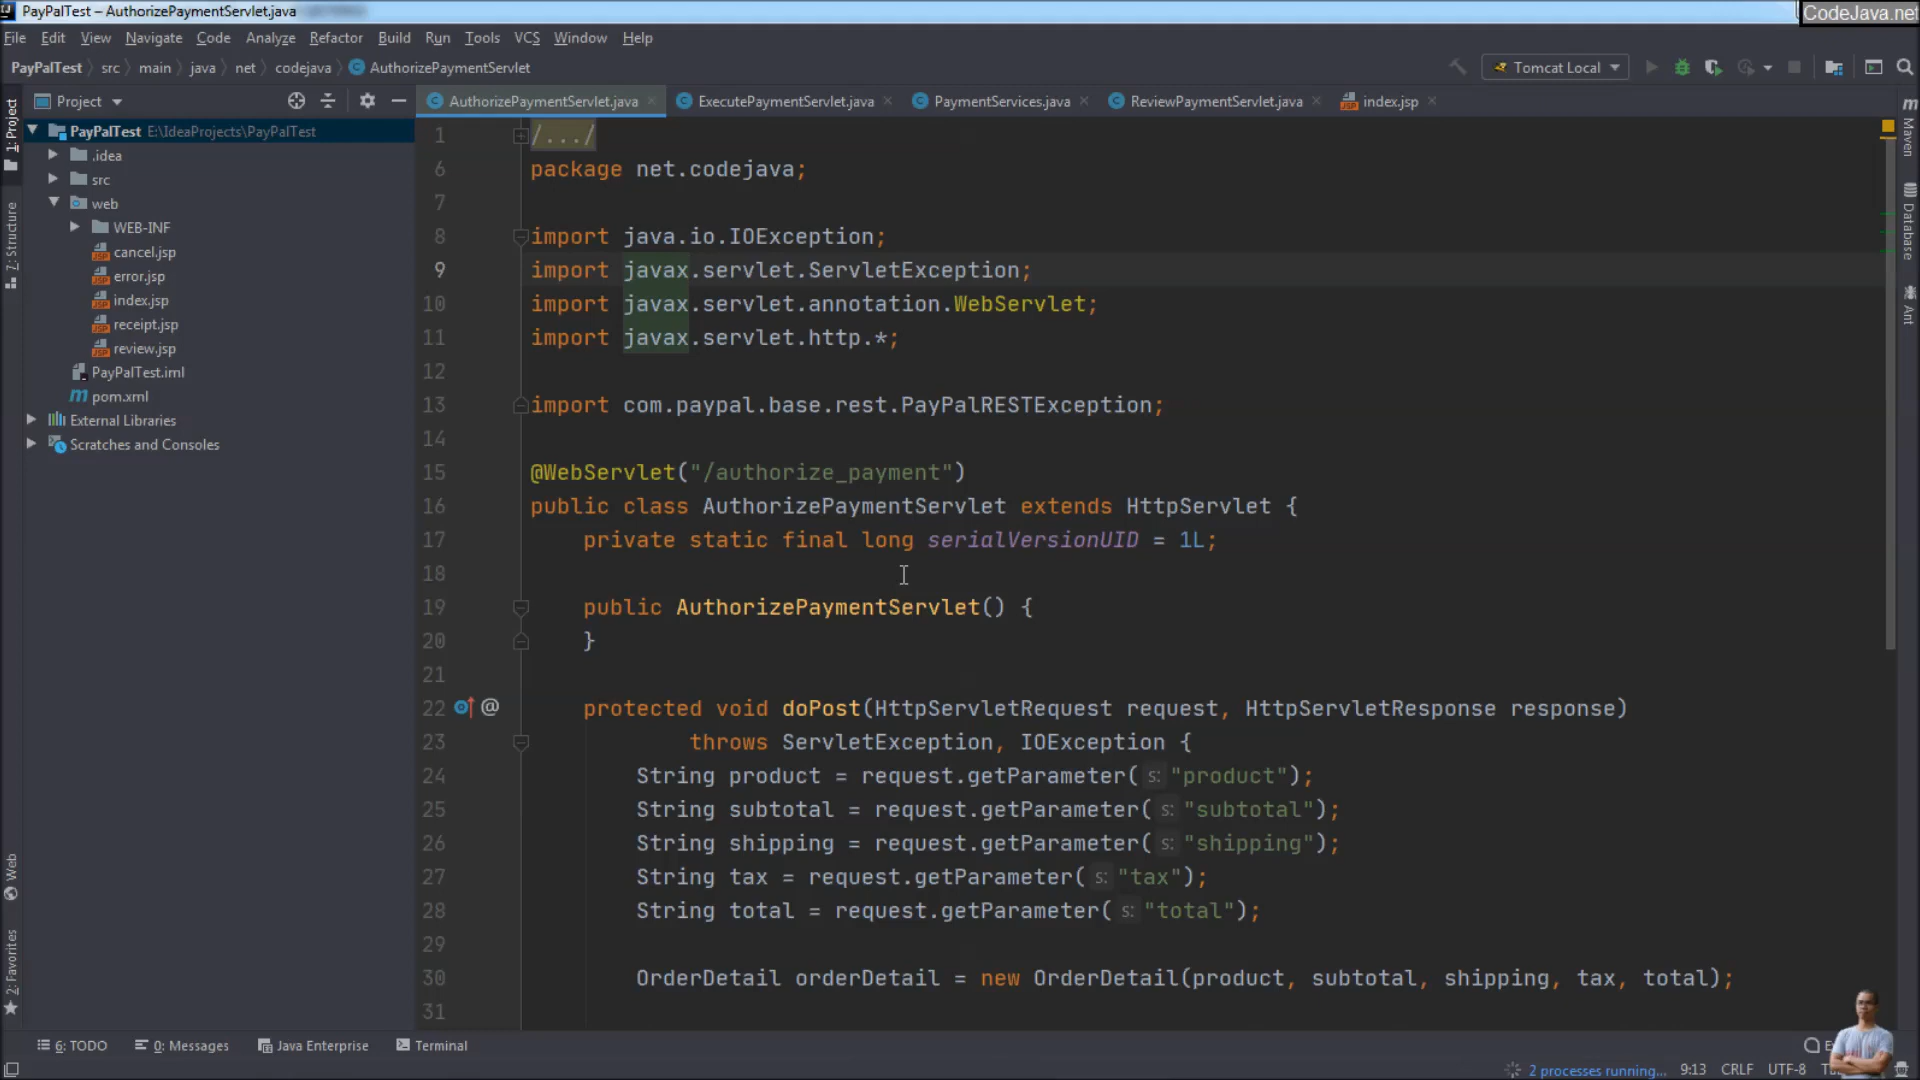 PayPalTest – AuthorizePaymentServlet.java
CodeJava.net
File Edit View Navigate Code Analyze Refactor Build Run Tools VCS Window Help
PayPalTest src main java net codejava AuthorizePaymentServlet
Tomcat Local
1: Project
7: Structure
Web
2: Favorites
Project
PayPalTest E:\IdeaProjects\PayPalTest
.idea
src
web
WEB-INF
cancel.jsp
error.jsp
index.jsp
receipt.jsp
review.jsp
PayPalTest.iml
pom.xml
External Libraries
Scratches and Consoles
AuthorizePaymentServlet.java ExecutePaymentServlet.java PaymentServices.java ReviewPaymentServlet.java index.jsp
1 /.../
6 package net.codejava;
7
8 import java.io.IOException;
9 import javax.servlet.ServletException;
10 import javax.servlet.annotation.WebServlet;
11 import javax.servlet.http.*;
12
13 import com.paypal.base.rest.PayPalRESTException;
14
15 @WebServlet("/authorize_payment")
16 public class AuthorizePaymentServlet extends HttpServlet {
17 private static final long serialVersionUID = 1L;
18
19 public AuthorizePaymentServlet() {
20 }
21
22 @ protected void doPost(HttpServletRequest request, HttpServletResponse response)
23 throws ServletException, IOException {
24 String product = request.getParameter( s: "product");
25 String subtotal = request.getParameter( s: "subtotal");
26 String shipping = request.getParameter( s: "shipping");
27 String tax = request.getParameter( s: "tax");
28 String total = request.getParameter( s: "total");
29
30 OrderDetail orderDetail = new OrderDetail(product, subtotal, shipping, tax, total);
31
Maven
Database
Ant
6: TODO 0: Messages Java Enterprise Terminal
2 processes running... 9:13 CRLF UTF-8